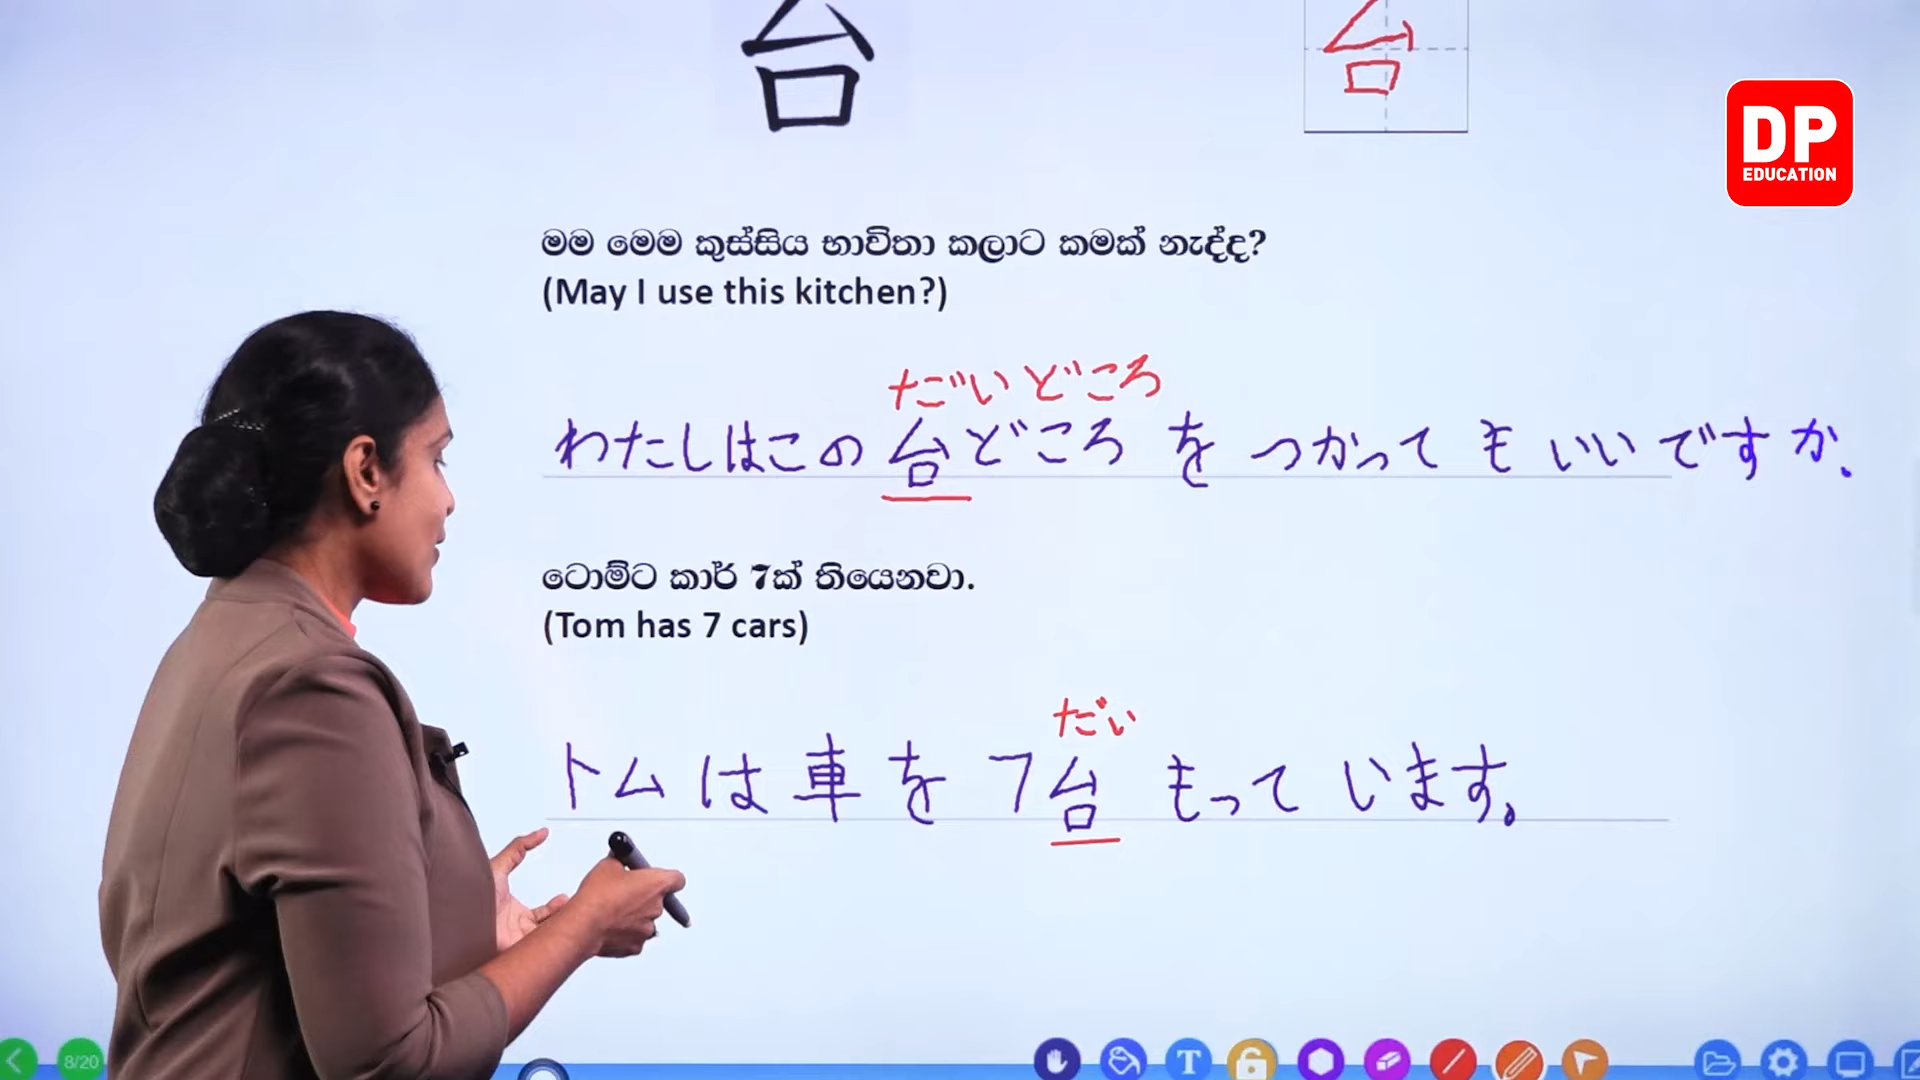 台
台
DP
EDUCATION
මම මෙම කුස්සිය භාවිතා කලාට කමක් නැද්ද?
(May I use this kitchen?)
だいどころ
わたしはこの台どころをつかってもいいですか。
ටොම්ට කාර් 7ක් තියෙනවා.
(Tom has 7 cars)
だい
トムは車を7台もっています。
8/20
T